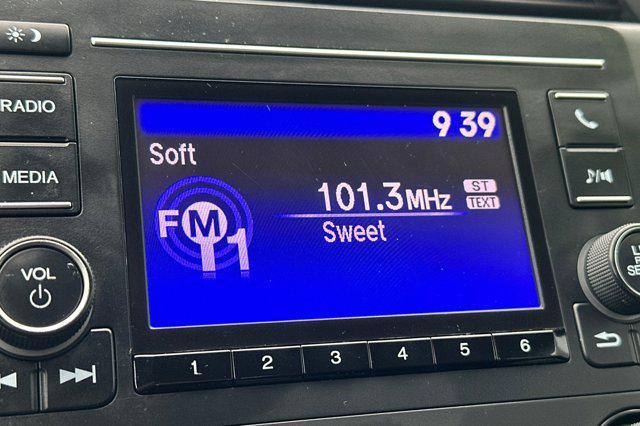 RADIO
MEDIA
VOL
9 39
Soft
FM1
101.3MHz
ST
TEXT
Sweet
1 2 3 4 5 6